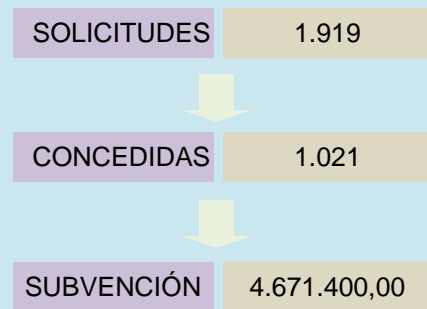 SOLICITUDES 1.919
CONCEDIDAS 1.021
SUBVENCIÓN 4.671.400,00